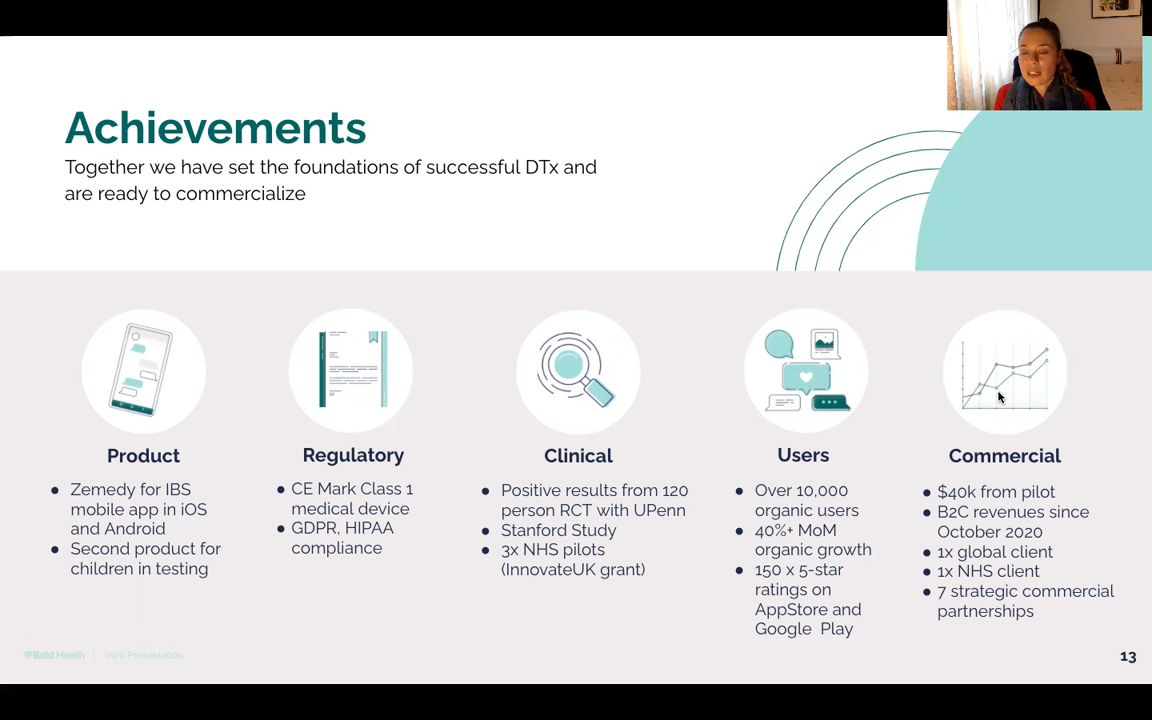 Achievements
Together we have set the foundations of successful DTx and
are ready to commercialize
Product
● Zemedy for IBS
mobile app in iOS
and Android
● Second product for
children in testing
Regulatory
● CE Mark Class 1
medical device
● GDPR, HIPAA
compliance
Clinical
● Positive results from 120
person RCT with UPenn
● Stanford Study
● 3x NHS pilots
(InnovateUK grant)
Users
● Over 10,000
organic users
● 40%+ MoM
organic growth
● 150 x 5-star
ratings on
AppStore and
Google Play
Commercial
● $40k from pilot
● B2C revenues since
October 2020
● 1x global client
● 1x NHS client
● 7 strategic commercial
partnerships
Bold Health | Intro Presentation
13